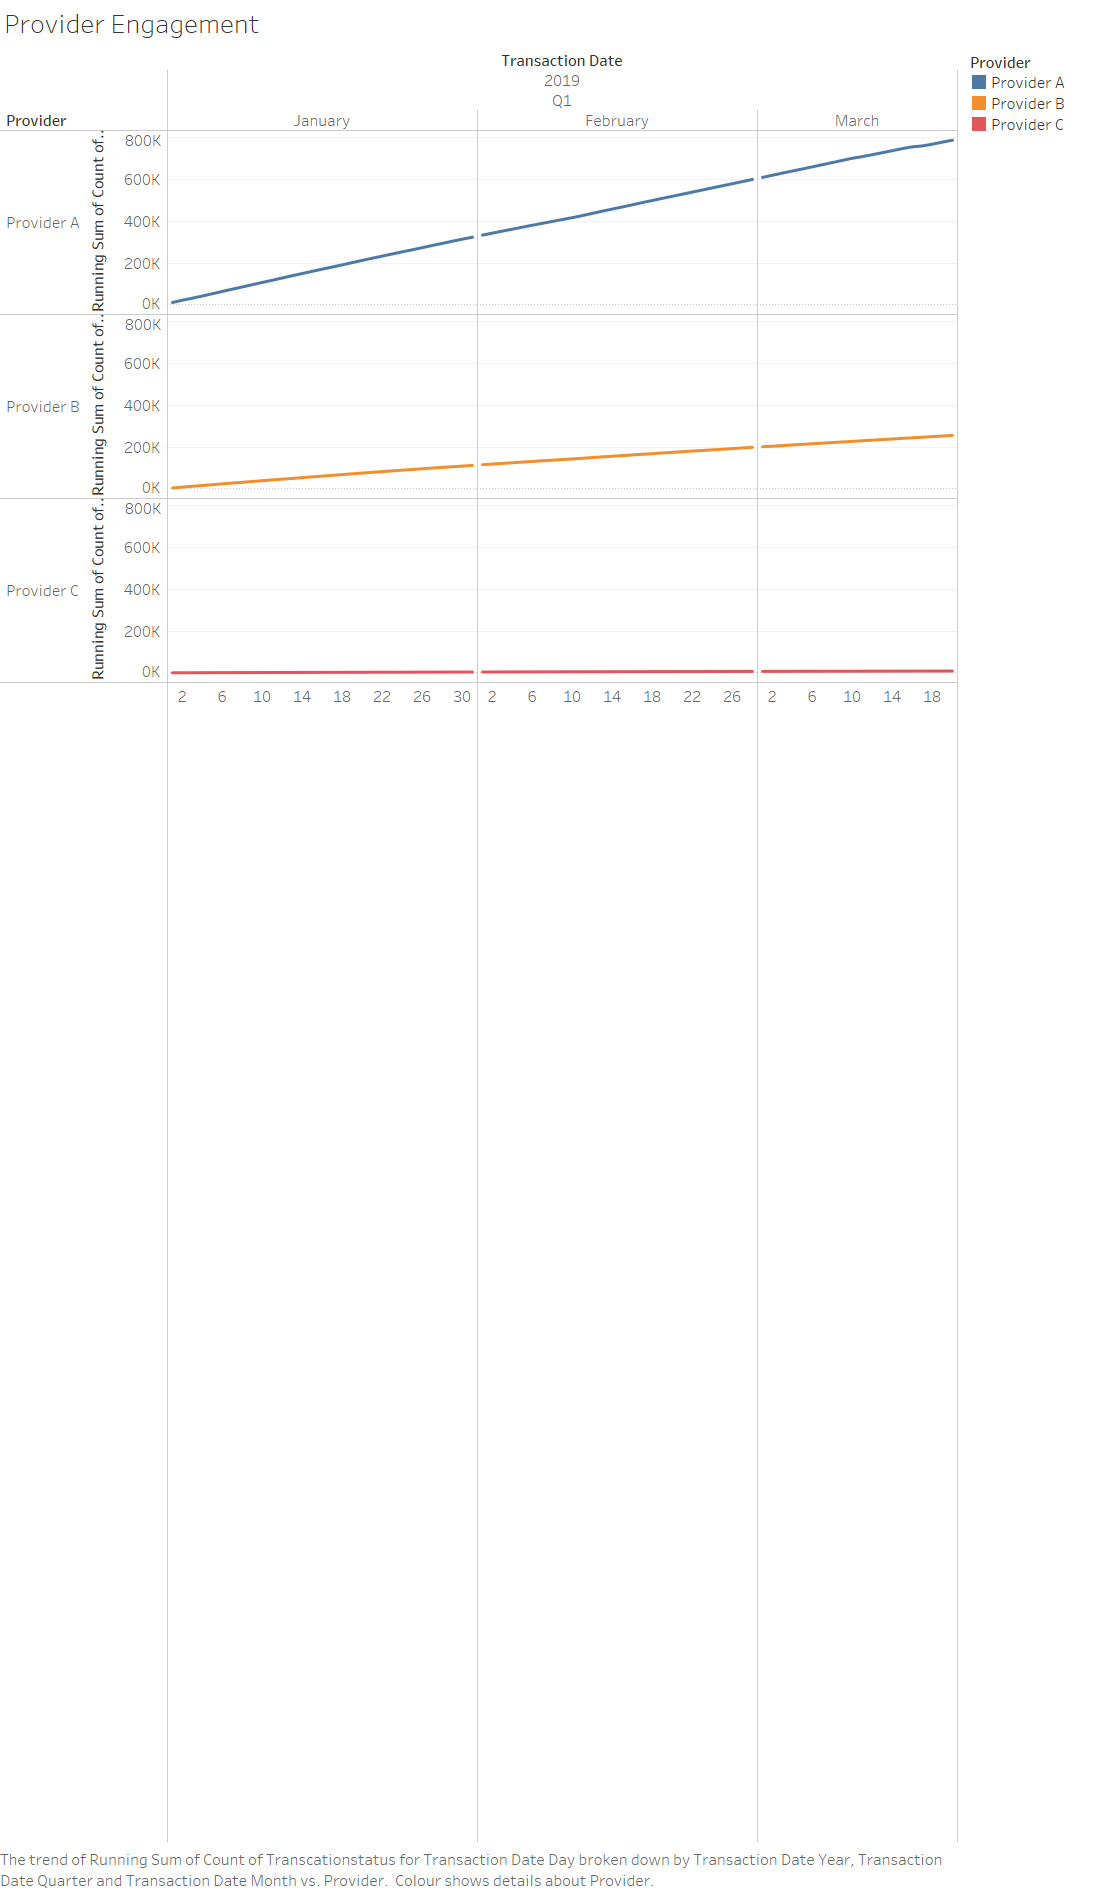 Provider Engagement
Transaction Date
2019
Q1
Provider
January
February
March
Provider
Provider A
Provider B
Provider C
Provider A
Running Sum of Count of..
800K
600K
400K
200K
0K
Provider B
Running Sum of Count of..
800K
600K
400K
200K
0K
Provider C
Running Sum of Count of..
800K
600K
400K
200K
0K
2 6 10 14 18 22 26 30 2 6 10 14 18 22 26 2 6 10 14 18
The trend of Running Sum of Count of Transcationstatus for Transaction Date Day broken down by Transaction Date Year, Transaction
Date Quarter and Transaction Date Month vs. Provider.  Colour shows details about Provider.